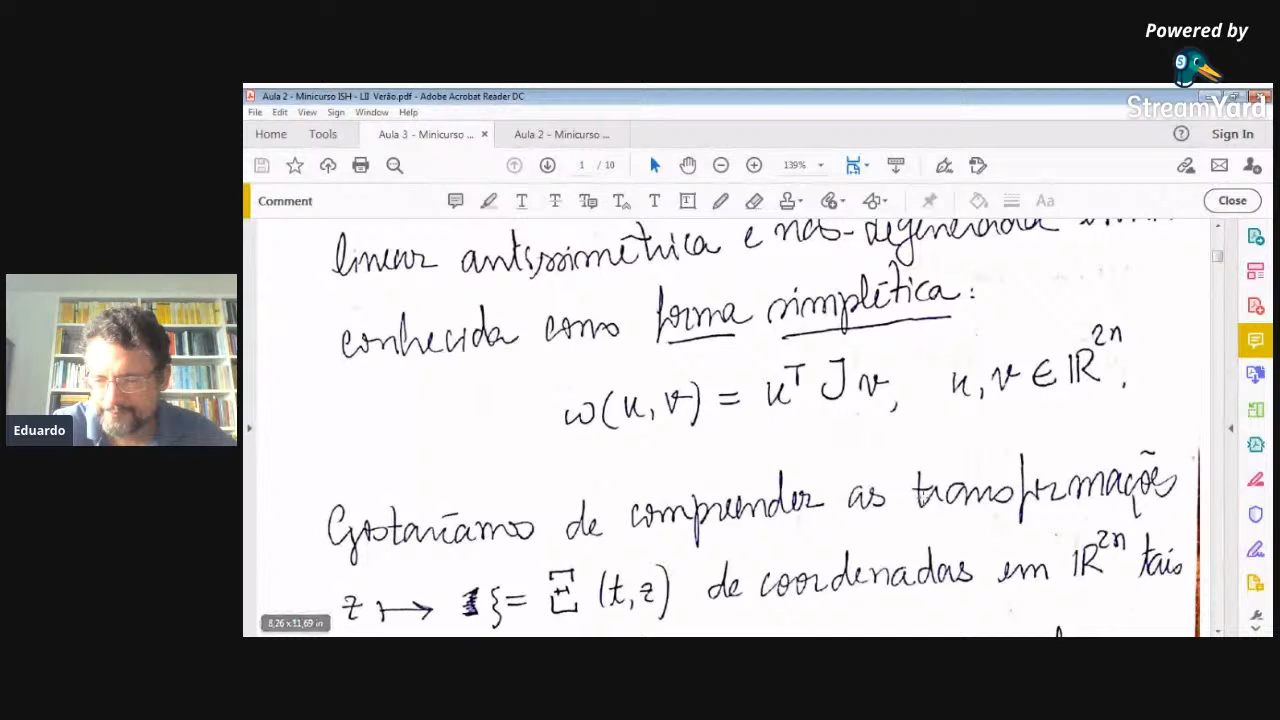 Powered by
StreamYard
Aula 2 - Minicurso ISH - LII Verão.pdf - Adobe Acrobat Reader DC
File Edit View Sign Window Help
Home Tools Aula 3 - Minicurso ... × Aula 2 - Minicurso ... Sign In
1 / 10 139%
Comment Aa Close
linear antissimétrica e não-degenerada
conhecida como forma simplética:
ω(u, v) = u^T J v, u, v ∈ ℝ^2n.
Gostaríamos de compreender as transformações
z ↦ ξ = Ξ (t, z) de coordenadas em ℝ^2n tais
8,26 x 11,69 in
Eduardo